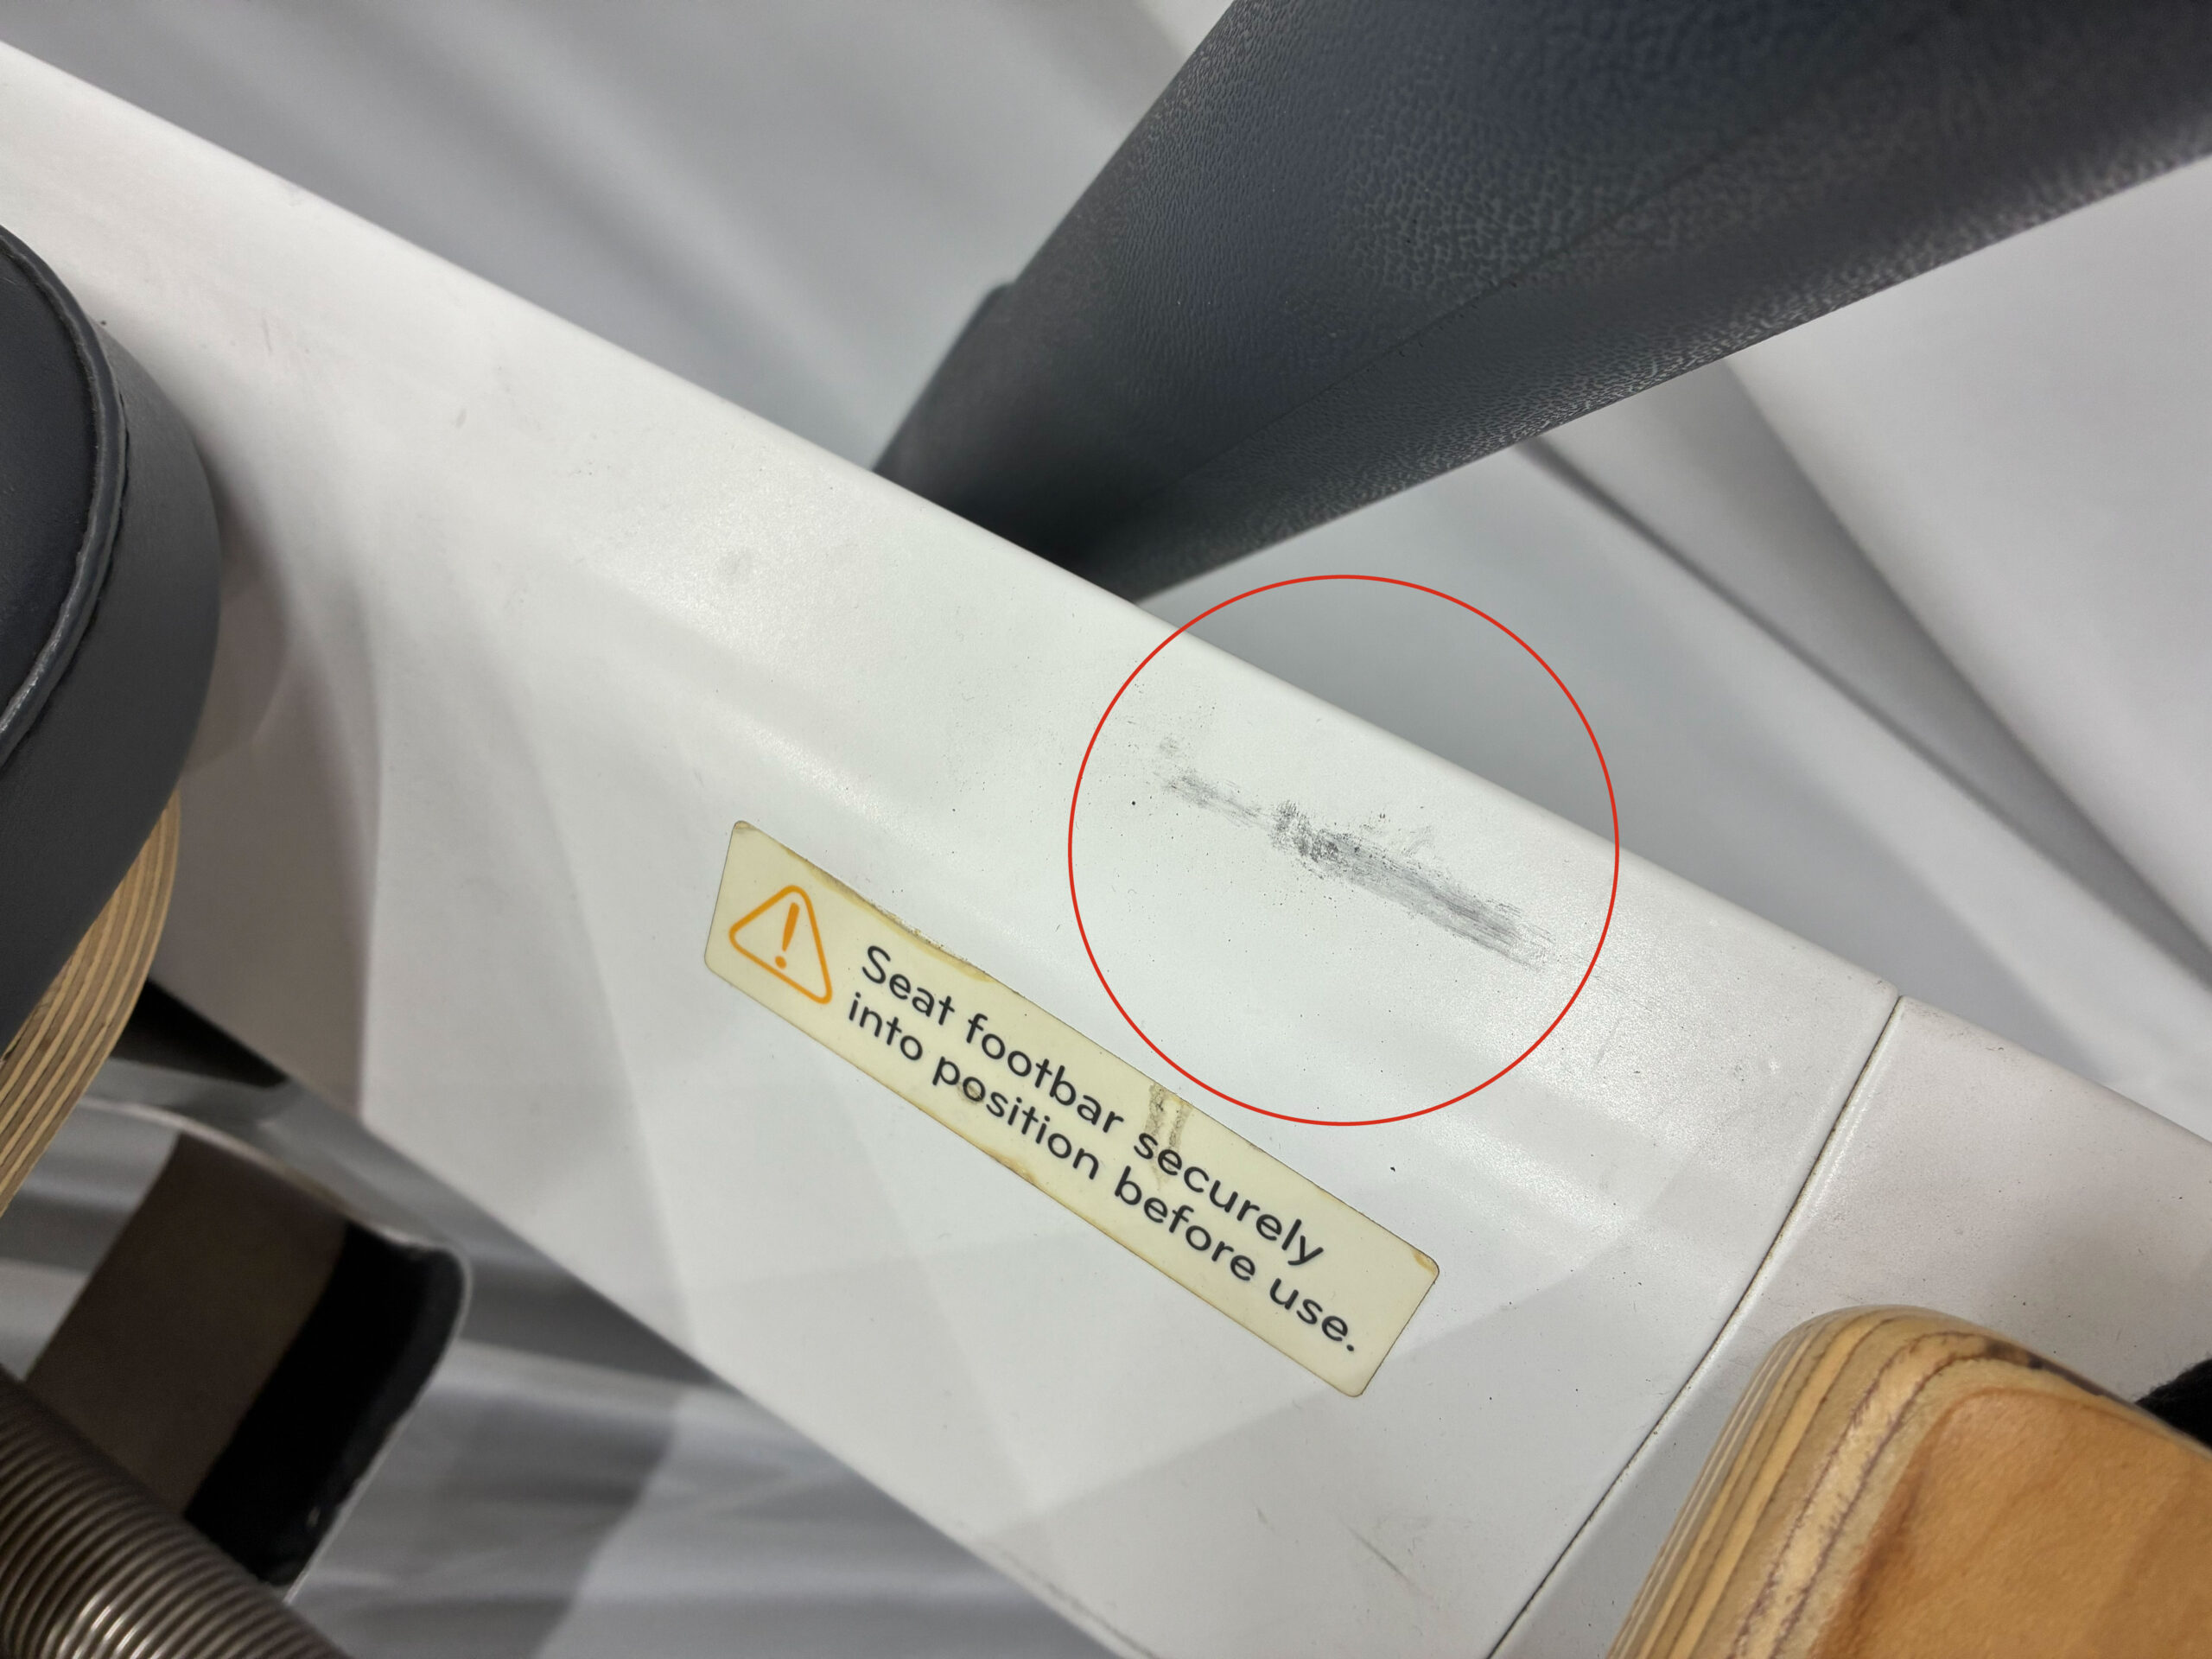 Seat footbar securely
into position before use.